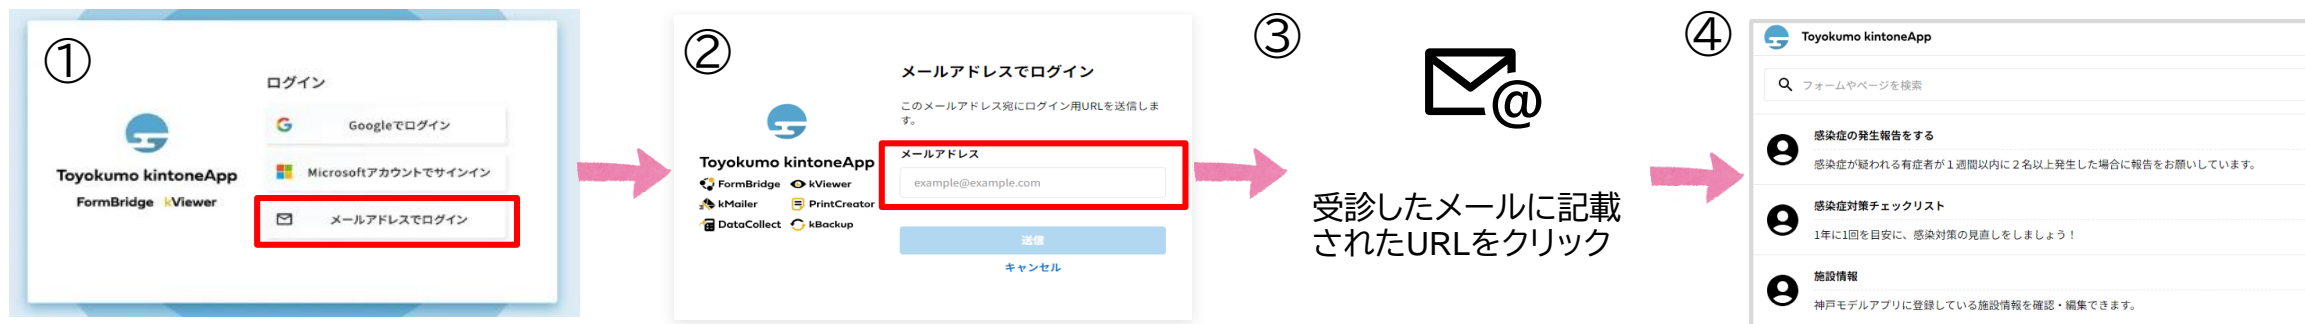 ①
ログイン
Googleでログイン
Microsoftアカウントでサインイン
メールアドレスでログイン
Toyokumo kintoneApp
FormBridge kViewer
②
メールアドレスでログイン
このメールアドレス宛にログイン用URLを送信しま
す。
メールアドレス
example@example.com
送信
キャンセル
Toyokumo kintoneApp
FormBridge kViewer
kMailer PrintCreator
DataCollect kBackup
③
@
受診したメールに記載
されたURLをクリック
④
Toyokumo kintoneApp
フォームやページを検索
感染症の発生報告をする
感染症が疑われる有症者が１週間以内に２名以上発生した場合に報告をお願いしています。
感染症対策チェックリスト
1年に1回を目安に、感染対策の見直しをしましょう！
施設情報
神戸モデルアプリに登録している施設情報を確認・編集できます。